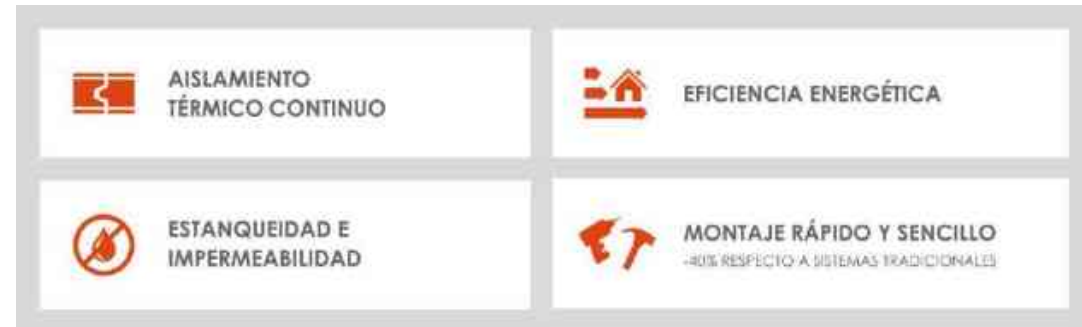 AISLAMIENTO
TÉRMICO CONTINUO
EFICIENCIA ENERGÉTICA
ESTANQUEIDAD E
IMPERMEABILIDAD
MONTAJE RÁPIDO Y SENCILLO
-40% RESPECTO A SISTEMAS TRADICIONALES